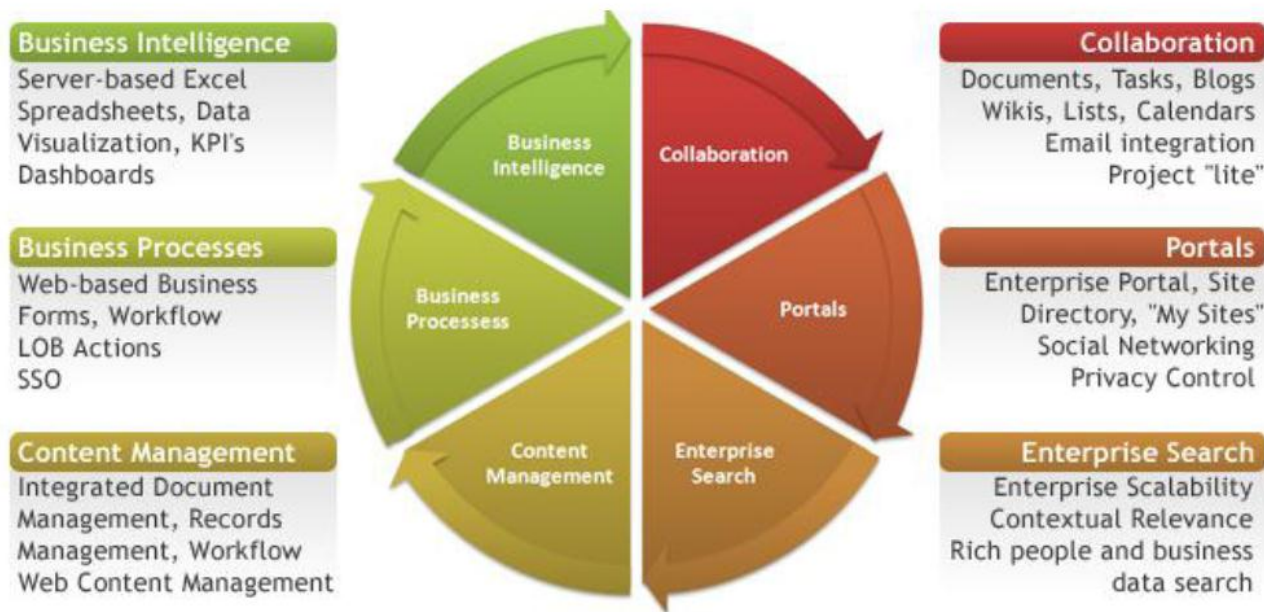 Business Intelligence
Server-based Excel
Spreadsheets, Data
Visualization, KPI's
Dashboards
Business Processes
Web-based Business
Forms, Workflow
LOB Actions
SSO
Content Management
Integrated Document
Management, Records
Management, Workflow
Web Content Management
Business
Intelligence
Collaboration
Business
Processess
Portals
Content
Management
Enterprise
Search
Collaboration
Documents, Tasks, Blogs
Wikis, Lists, Calendars
Email integration
Project "lite"
Portals
Enterprise Portal, Site
Directory, "My Sites"
Social Networking
Privacy Control
Enterprise Search
Enterprise Scalability
Contextual Relevance
Rich people and business
data search